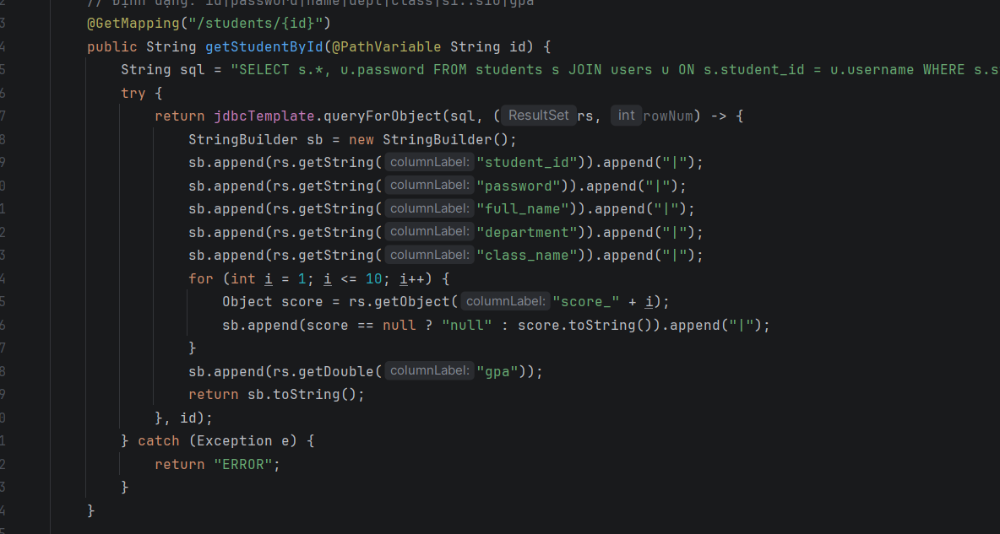 // Định dạng: id|password|name|dept|class|s1..s10|gpa
@GetMapping("/students/{id}")
public String getStudentById(@PathVariable String id) {
String sql = "SELECT s.*, u.password FROM students s JOIN users u ON s.student_id = u.username WHERE s.s
try {
return jdbcTemplate.queryForObject(sql, (ResultSet rs, int rowNum) -> {
StringBuilder sb = new StringBuilder();
sb.append(rs.getString(columnLabel: "student_id")).append("|");
sb.append(rs.getString(columnLabel: "password")).append("|");
sb.append(rs.getString(columnLabel: "full_name")).append("|");
sb.append(rs.getString(columnLabel: "department")).append("|");
sb.append(rs.getString(columnLabel: "class_name")).append("|");
for (int i = 1; i <= 10; i++) {
Object score = rs.getObject(columnLabel: "score_" + i);
sb.append(score == null ? "null" : score.toString()).append("|");
}
sb.append(rs.getDouble(columnLabel: "gpa"));
return sb.toString();
}, id);
} catch (Exception e) {
return "ERROR";
}
}